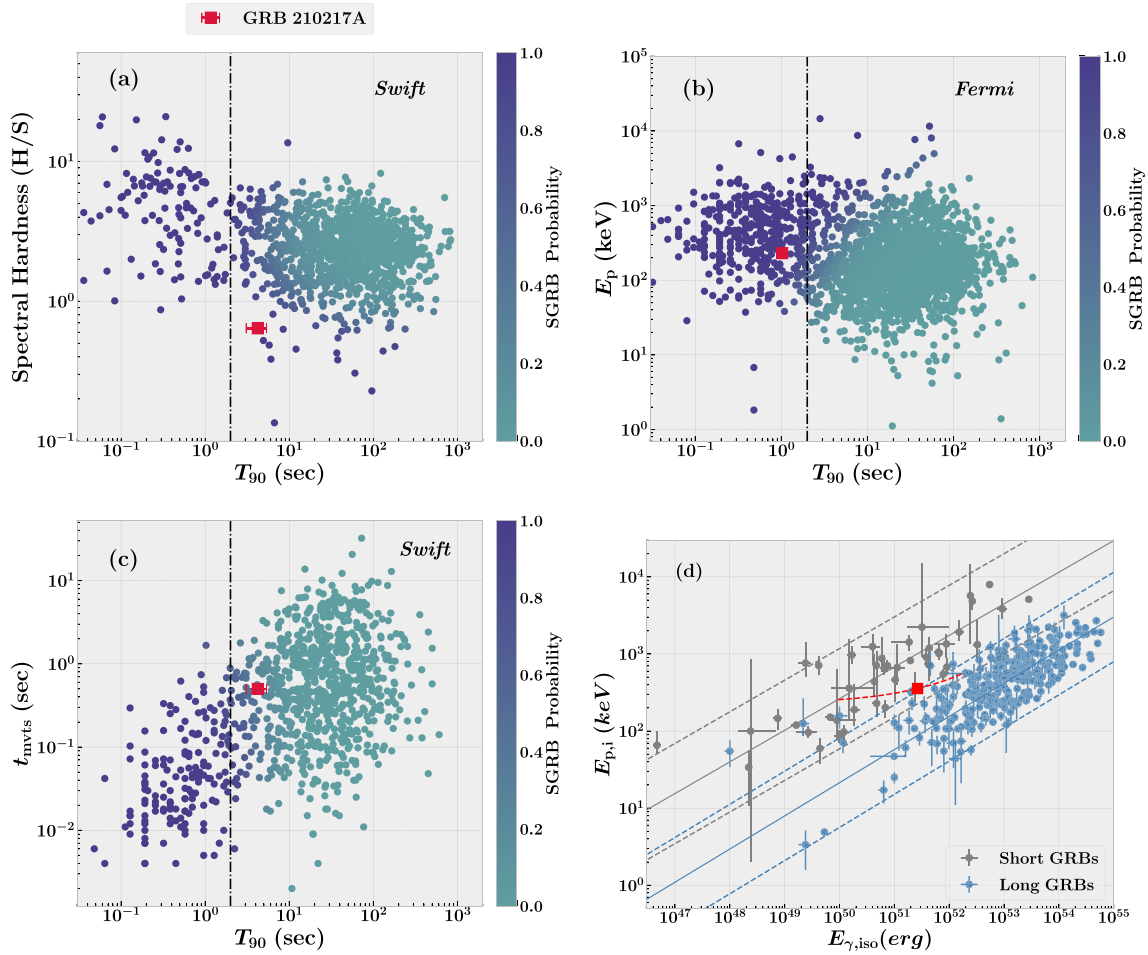 GRB 210217A
(a)
Swift
Spectral Hardness (H/S)
10¹
10⁰
10⁻¹
10⁻¹ 10⁰ 10¹ 10² 10³
T₉₀ (sec)
1.0
0.8
0.6
0.4
0.2
0.0
SGRB Probability
(b)
Fermi
Eₚ (keV)
10⁵
10⁴
10³
10²
10¹
10⁰
10⁻¹ 10⁰ 10¹ 10² 10³
T₉₀ (sec)
1.0
0.8
0.6
0.4
0.2
0.0
SGRB Probability
(c)
Swift
tₘᵥₜₛ (sec)
10¹
10⁰
10⁻¹
10⁻²
10⁻¹ 10⁰ 10¹ 10² 10³
T₉₀ (sec)
1.0
0.8
0.6
0.4
0.2
0.0
SGRB Probability
(d)
E_p,i (keV)
10⁴
10³
10²
10¹
10⁰
Short GRBs
Long GRBs
10⁴⁷ 10⁴⁸ 10⁴⁹ 10⁵⁰ 10⁵¹ 10⁵² 10⁵³ 10⁵⁴ 10⁵⁵
E_γ,iso(erg)